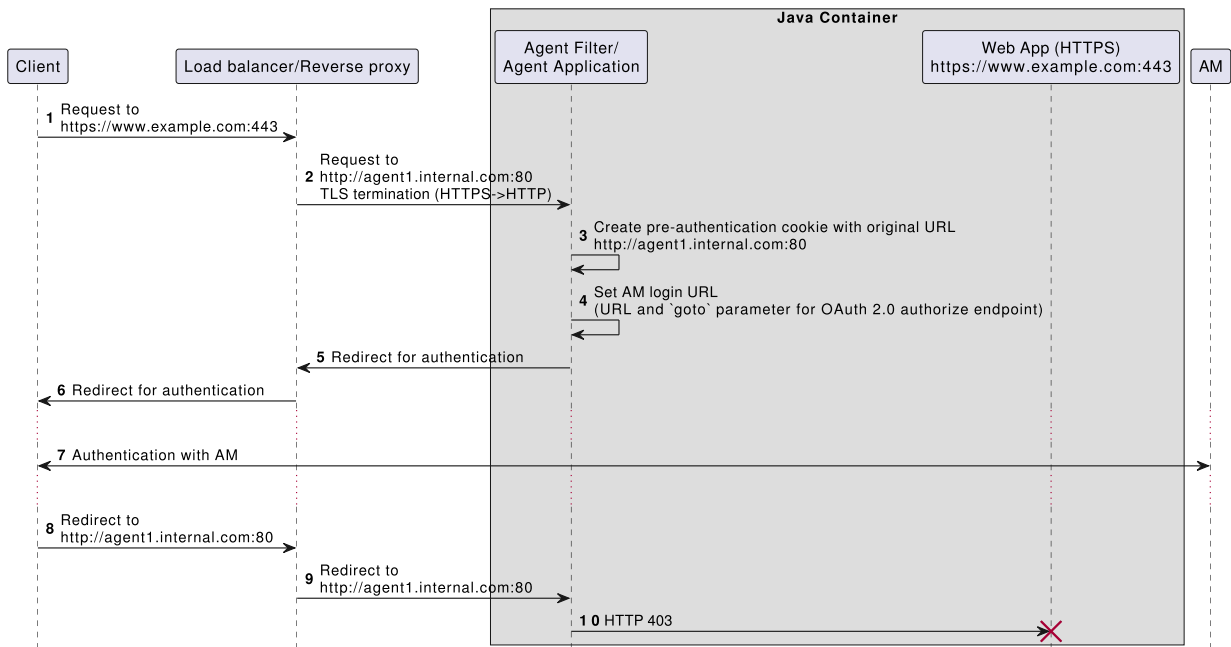 Java Container
Client
Load balancer/Reverse proxy
Agent Filter/
Agent Application
Web App (HTTPS)
https://www.example.com:443
AM
1 Request to
https://www.example.com:443
2 Request to
http://agent1.internal.com:80
TLS termination (HTTPS->HTTP)
3 Create pre-authentication cookie with original URL
http://agent1.internal.com:80
4 Set AM login URL
(URL and `goto` parameter for OAuth 2.0 authorize endpoint)
5 Redirect for authentication
6 Redirect for authentication
7 Authentication with AM
8 Redirect to
http://agent1.internal.com:80
9 Redirect to
http://agent1.internal.com:80
10 HTTP 403